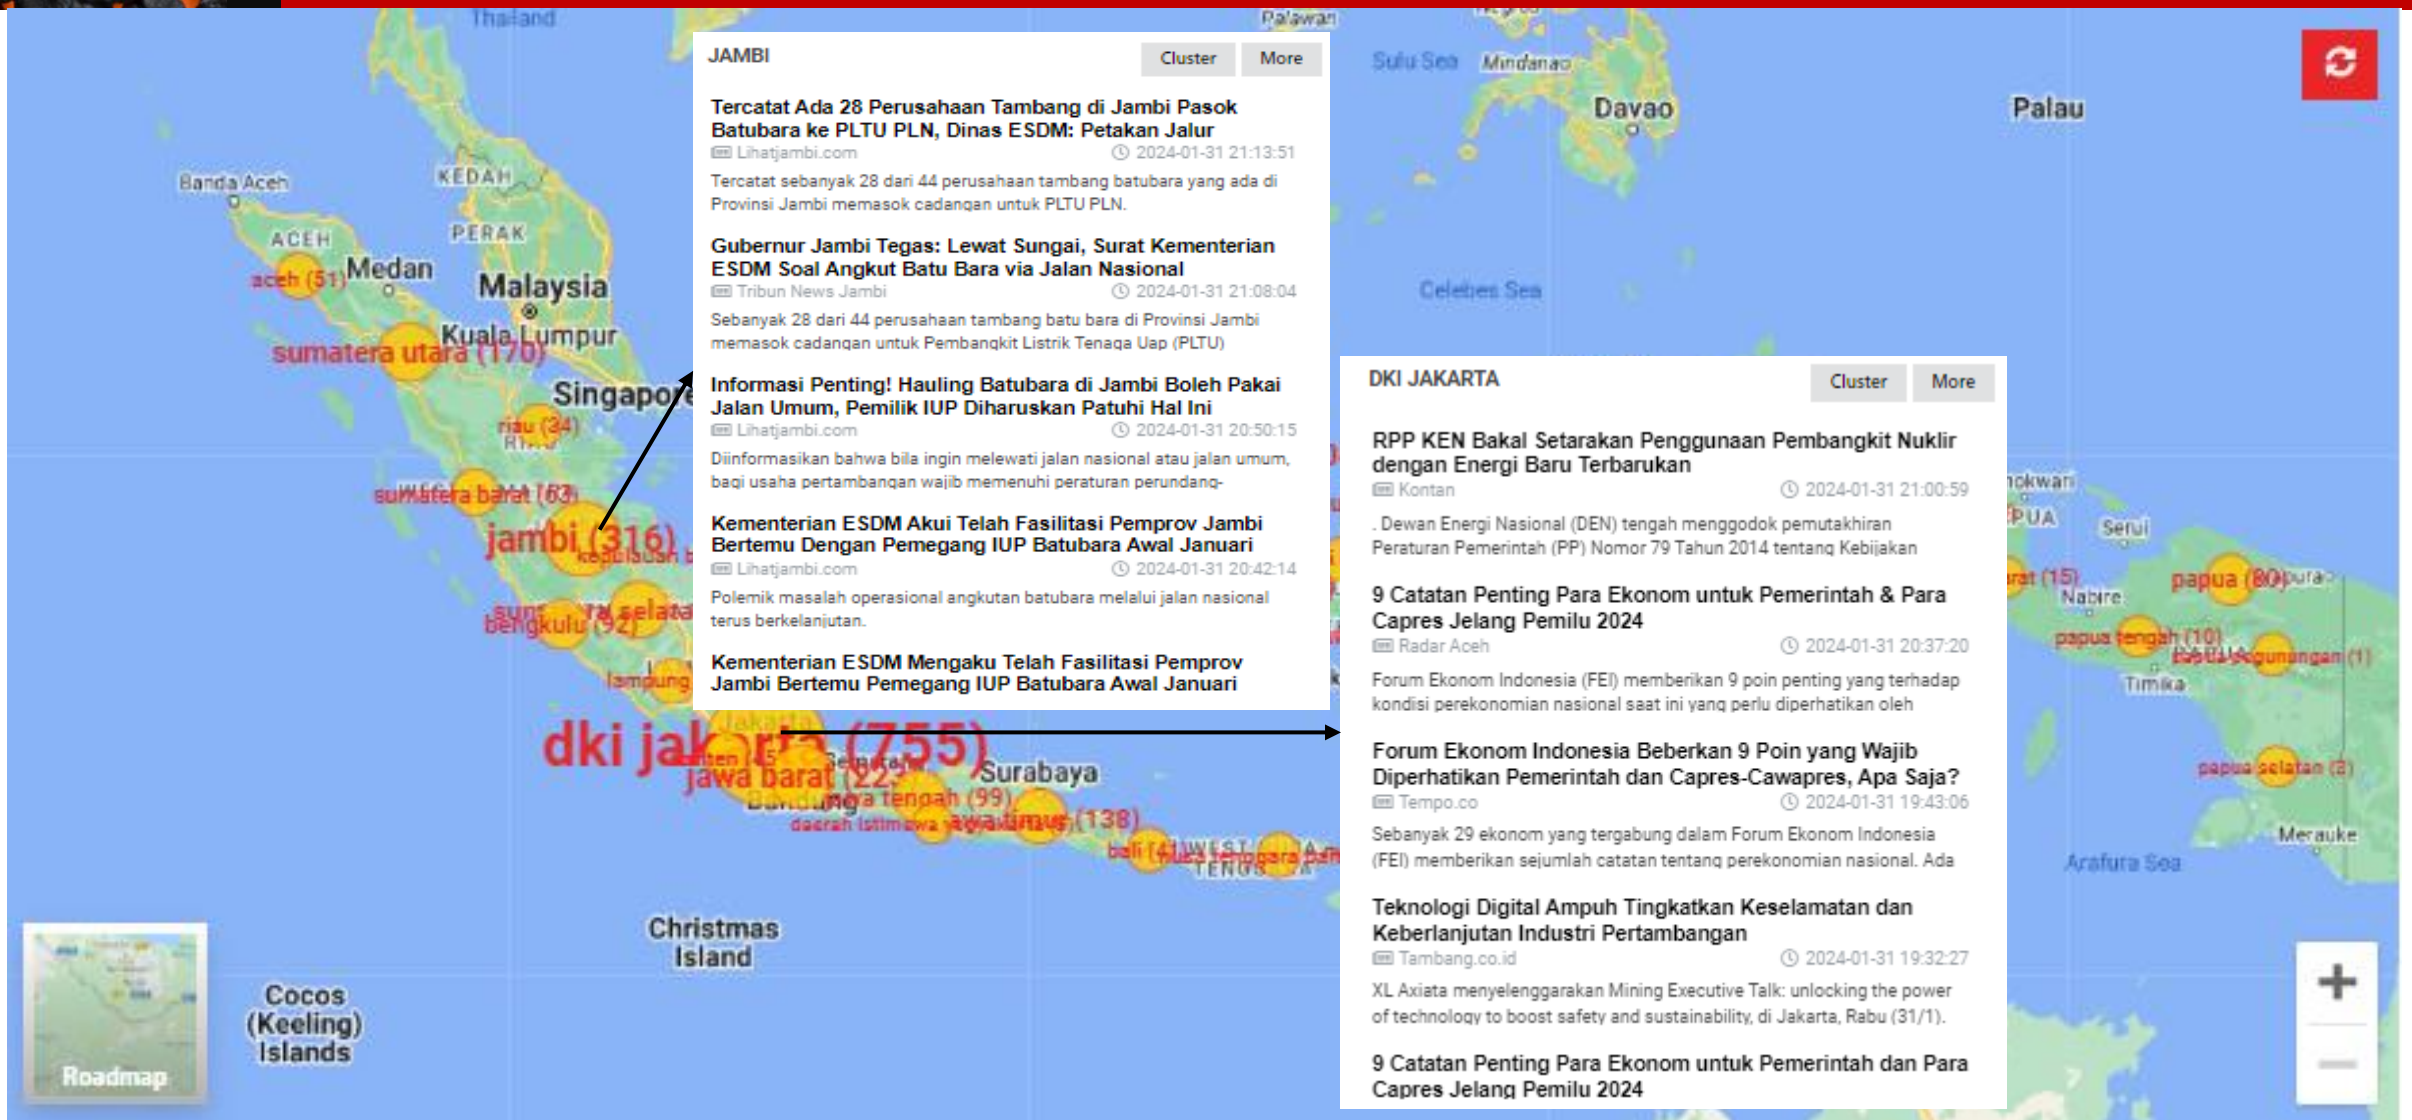 Thailand
Palawan
Sulu Sea
Mindanao
Davao
Palau
Banda Aceh
KEDAH
ACEH
PERAK
aceh (51)
Medan
Malaysia
Kuala Lumpur
sumatera utara (170)
Singapore
riau (34)
sumatera barat (63)
jambi (316)
bengkulu (92)
lampung
Jakarta
dki jakarta (755)
jawa barat (223
Surabaya
Bandung
jawa tengah (99)
jawa timur (138)
daerah istimewa
bali (41)
Christmas
Island
Cocos
(Keeling)
Islands
Roadmap
JAMBI
Cluster
More
Tercatat Ada 28 Perusahaan Tambang di Jambi Pasok
Batubara ke PLTU PLN, Dinas ESDM: Petakan Jalur
Lihatjambi.com
2024-01-31 21:13:51
Tercatat sebanyak 28 dari 44 perusahaan tambang batubara yang ada di
Provinsi Jambi memasok cadangan untuk PLTU PLN.
Gubernur Jambi Tegas: Lewat Sungai, Surat Kementerian
ESDM Soal Angkut Batu Bara via Jalan Nasional
Tribun News Jambi
2024-01-31 21:08:04
Sebanyak 28 dari 44 perusahaan tambang batu bara di Provinsi Jambi
memasok cadangan untuk Pembangkit Listrik Tenaga Uap (PLTU)
Informasi Penting! Hauling Batubara di Jambi Boleh Pakai
Jalan Umum, Pemilik IUP Diharuskan Patuhi Hal Ini
Lihatjambi.com
2024-01-31 20:50:15
Diinformasikan bahwa bila ingin melewati jalan nasional atau jalan umum,
bagi usaha pertambangan wajib memenuhi peraturan perundang-
Kementerian ESDM Akui Telah Fasilitasi Pemprov Jambi
Bertemu Dengan Pemegang IUP Batubara Awal Januari
Lihatjambi.com
2024-01-31 20:42:14
Polemik masalah operasional angkutan batubara melalui jalan nasional
terus berkelanjutan.
Kementerian ESDM Mengaku Telah Fasilitasi Pemprov
Jambi Bertemu Pemegang IUP Batubara Awal Januari
Celebes Sea
DKI JAKARTA
Cluster
More
RPP KEN Bakal Setarakan Penggunaan Pembangkit Nuklir
dengan Energi Baru Terbarukan
Kontan
2024-01-31 21:00:59
. Dewan Energi Nasional (DEN) tengah menggodok pemutakhiran
Peraturan Pemerintah (PP) Nomor 79 Tahun 2014 tentang Kebijakan
9 Catatan Penting Para Ekonom untuk Pemerintah & Para
Capres Jelang Pemilu 2024
Radar Aceh
2024-01-31 20:37:20
Forum Ekonom Indonesia (FEI) memberikan 9 poin penting yang terhadap
kondisi perekonomian nasional saat ini yang perlu diperhatikan oleh
Forum Ekonom Indonesia Beberkan 9 Poin yang Wajib
Diperhatikan Pemerintah dan Capres-Cawapres, Apa Saja?
Tempo.co
2024-01-31 19:43:06
Sebanyak 29 ekonom yang tergabung dalam Forum Ekonom Indonesia
(FEI) memberikan sejumlah catatan tentang perekonomian nasional. Ada
Teknologi Digital Ampuh Tingkatkan Keselamatan dan
Keberlanjutan Industri Pertambangan
Tambang.co.id
2024-01-31 19:32:27
XL Axiata menyelenggarakan Mining Executive Talk: unlocking the power
of technology to boost safety and sustainability, di Jakarta, Rabu (31/1).
9 Catatan Penting Para Ekonom untuk Pemerintah dan Para
Capres Jelang Pemilu 2024
Serui
papua (80)
Nabire
papua tengah (10)
Timika
papua selatan (2)
Merauke
Arafura Sea